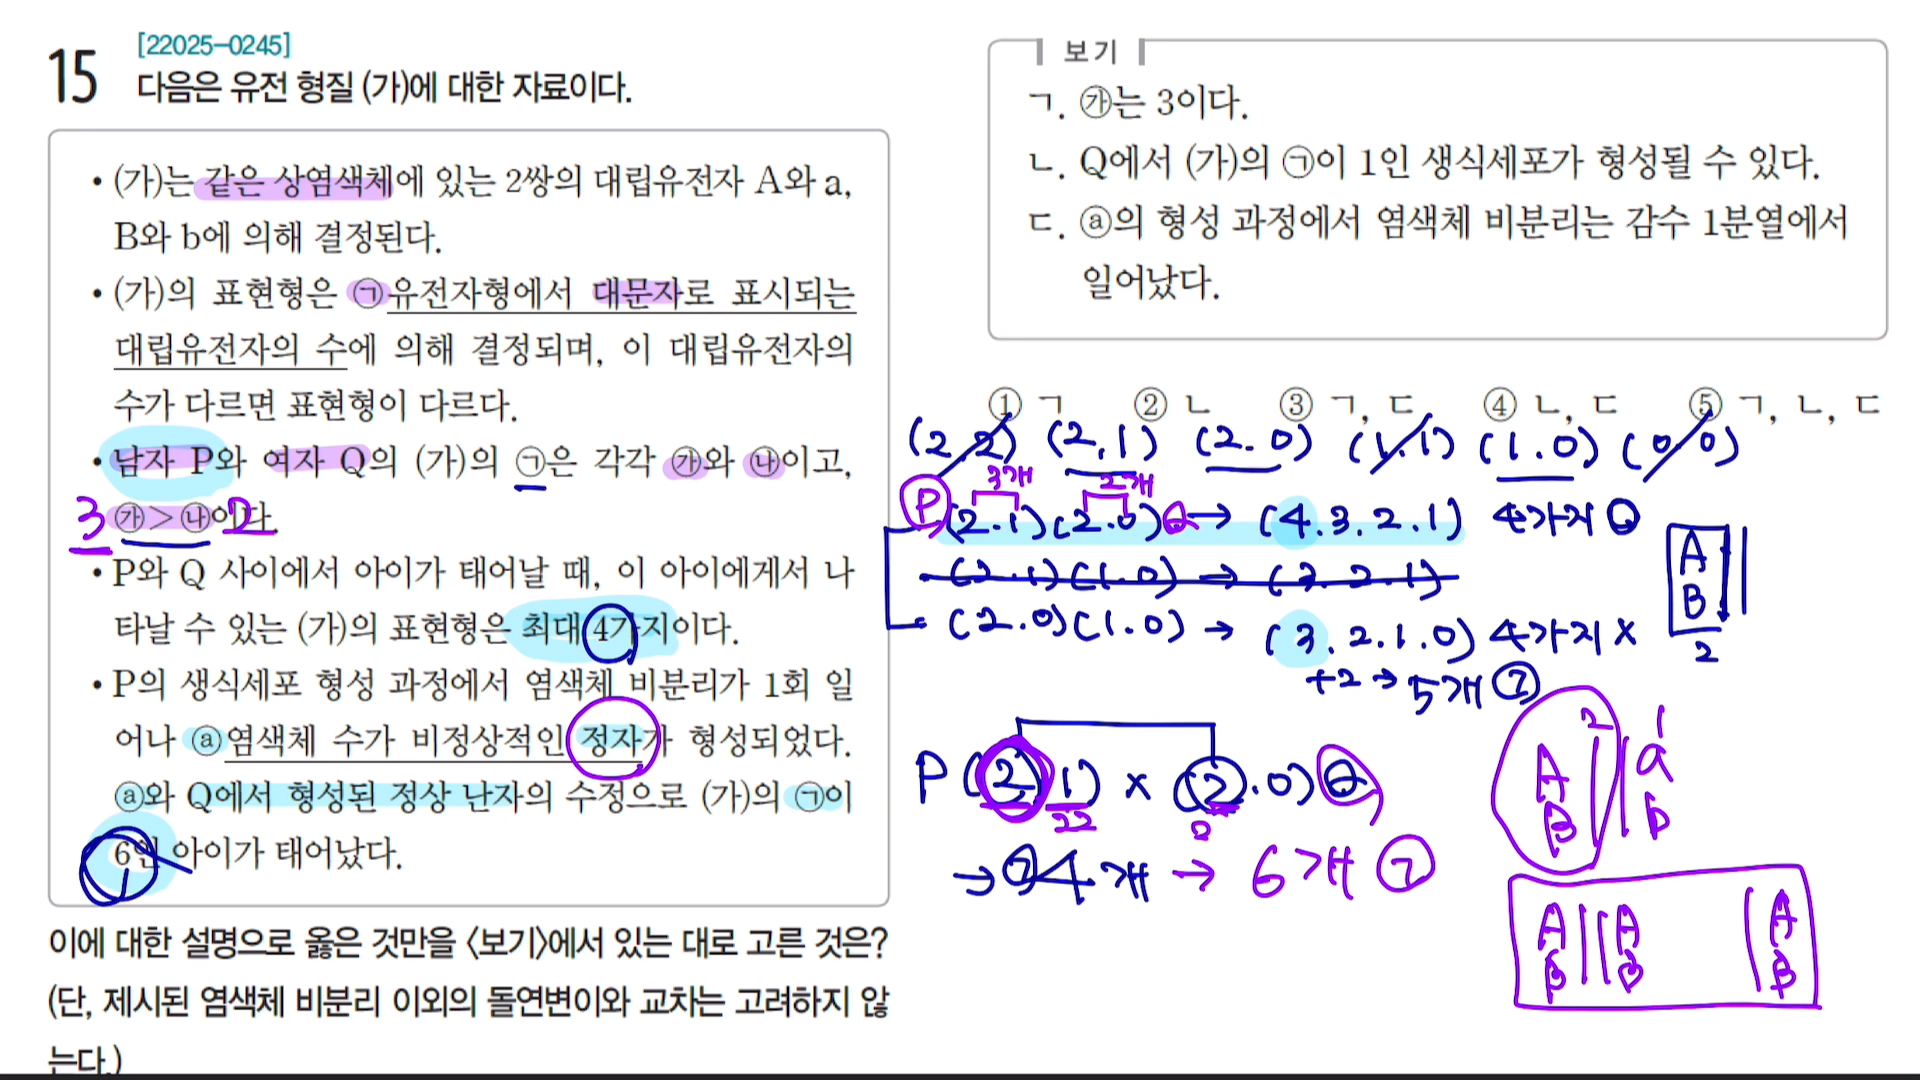 [22025-0245]
15 다음은 유전 형질 (가)에 대한 자료이다.
• (가)는 같은 상염색체에 있는 2쌍의 대립유전자 A와 a,
B와 b에 의해 결정된다.
• (가)의 표현형은 ㉠유전자형에서 대문자로 표시되는
대립유전자의 수에 의해 결정되며, 이 대립유전자의
수가 다르면 표현형이 다르다.
• 남자 P와 여자 Q의 (가)의 ㉠은 각각 ㉮와 ㉯이고,
3 ㉮>㉯이다. 2
• P와 Q 사이에서 아이가 태어날 때, 이 아이에게서 나
타날 수 있는 (가)의 표현형은 최대 4가지이다.
• P의 생식세포 형성 과정에서 염색체 비분리가 1회 일
어나 ⓐ염색체 수가 비정상적인 정자가 형성되었다.
ⓐ와 Q에서 형성된 정상 난자의 수정으로 (가)의 ㉠이
6인 아이가 태어났다.
이에 대한 설명으로 옳은 것만을 〈보기〉에서 있는 대로 고른 것은?
(단, 제시된 염색체 비분리 이외의 돌연변이와 교차는 고려하지 않
는다.)
보기
ㄱ. ㉮는 3이다.
ㄴ. Q에서 (가)의 ㉠이 1인 생식세포가 형성될 수 있다.
ㄷ. ⓐ의 형성 과정에서 염색체 비분리는 감수 1분열에서
일어났다.
① ㄱ ② ㄴ ③ ㄱ, ㄷ ④ ㄴ, ㄷ ⑤ ㄱ, ㄴ, ㄷ
(2.2) (2.1) (2.0) (1.1) (1.0) (0.0)
3개 2개
P (2.1)(2.0) Q → (4.3.2.1) 4가지
(2.1)(1.0) → (3.2.1)
(2.0)(1.0) → (3.2.1.0) 4가지 X
+2 → 5개 ㉠
A
B
2
P (2.1) × (2.0) Q
22
→ ㉠ 4개 → 6개 ㉠
2 1
A a
B b
A A A
B B B